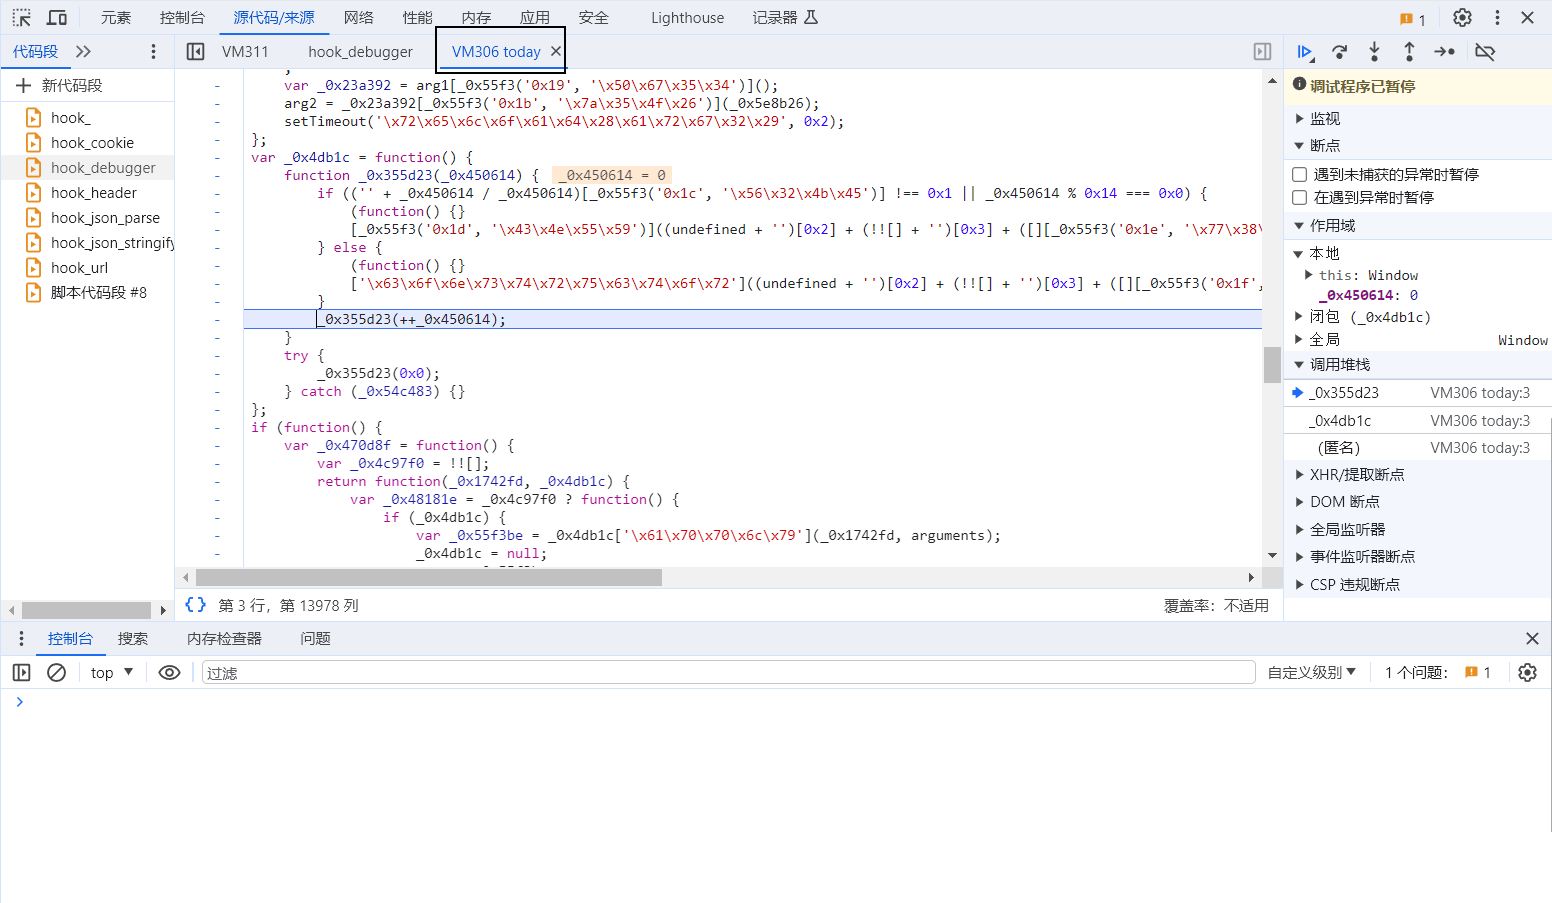 元素 控制台 源代码/来源 网络 性能 内存 应用 安全 Lighthouse 记录器 1
代码段 VM311 hook_debugger VM306 today
新代码段
hook_
hook_cookie
hook_debugger
hook_header
hook_json_parse
hook_json_stringify
hook_url
脚本代码段 #8
var _0x23a392 = arg1[_0x55f3('0x19', '\x50\x67\x35\x34')]();
arg2 = _0x23a392[_0x55f3('0x1b', '\x7a\x35\x4f\x26')](_0x5e8b26);
setTimeout('\x72\x65\x6c\x6f\x61\x64\x28\x61\x72\x67\x32\x29', 0x2);
};
var _0x4db1c = function() {
function _0x355d23(_0x450614) { _0x450614 = 0
if (('' + _0x450614 / _0x450614)[_0x55f3('0x1c', '\x56\x32\x4b\x45')] !== 0x1 || _0x450614 % 0x14 === 0x0) {
(function() {}
[_0x55f3('0x1d', '\x43\x4e\x55\x59')]((undefined + '')[0x2] + (!![] + '')[0x3] + ([][_0x55f3('0x1e', '\x77\x38\
} else {
(function() {}
['\x63\x6f\x6e\x73\x74\x72\x75\x63\x74\x6f\x72']((undefined + '')[0x2] + (!![] + '')[0x3] + ([][_0x55f3('0x1f',
}
_0x355d23(++_0x450614);
}
try {
_0x355d23(0x0);
} catch (_0x54c483) {}
};
if (function() {
var _0x470d8f = function() {
var _0x4c97f0 = !![];
return function(_0x1742fd, _0x4db1c) {
var _0x48181e = _0x4c97f0 ? function() {
if (_0x4db1c) {
var _0x55f3be = _0x4db1c['\x61\x70\x70\x6c\x79'](_0x1742fd, arguments);
_0x4db1c = null;
{} 第 3 行，第 13978 列 覆盖率：不适用
调试程序已暂停
监视
断点
遇到未捕获的异常时暂停
在遇到异常时暂停
作用域
本地
this: Window
_0x450614: 0
闭包 (_0x4db1c)
全局 Window
调用堆栈
_0x355d23 VM306 today:3
_0x4db1c VM306 today:3
(匿名) VM306 today:3
XHR/提取断点
DOM 断点
全局监听器
事件监听器断点
CSP 违规断点
控制台 搜索 内存检查器 问题
top 过滤 自定义级别 1 个问题： 1